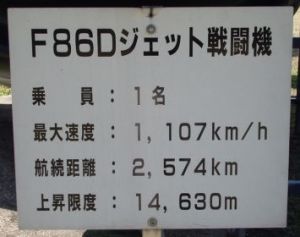 F86Dジェット戦闘機
乗員：1名
最大速度：1,107km/h
航続距離：2,574km
上昇限度：14,630m